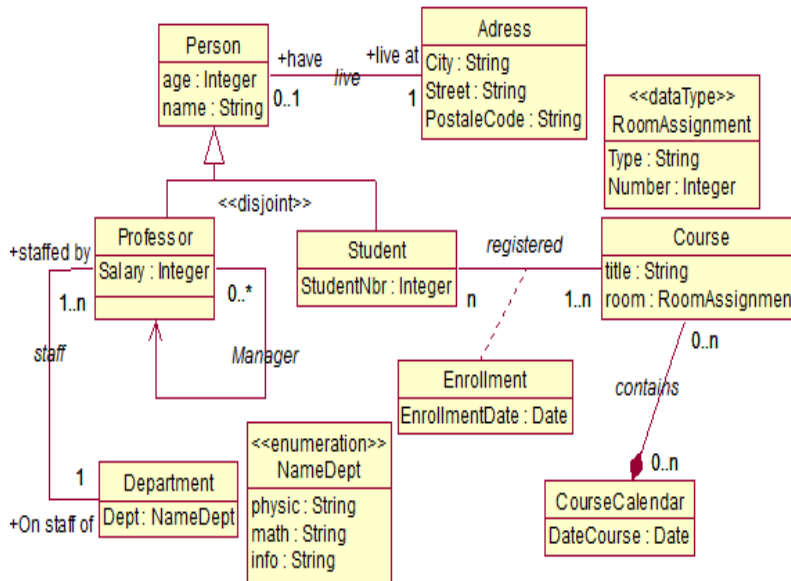 Person
age : Integer
name : String
+have
live
+live at
0..1
1
Adress
City : String
Street : String
PostaleCode : String
<<dataType>>
RoomAssignment
Type : String
Number : Integer
<<disjoint>>
Professor
Salary : Integer
+staffed by
1..n
0..*
staff
Manager
Student
StudentNbr : Integer
registered
n
1..n
Course
title : String
room : RoomAssignment
0..n
contains
0..n
Enrollment
EnrollmentDate : Date
CourseCalendar
DateCourse : Date
1
+On staff of
Department
Dept : NameDept
<<enumeration>>
NameDept
physic : String
math : String
info : String